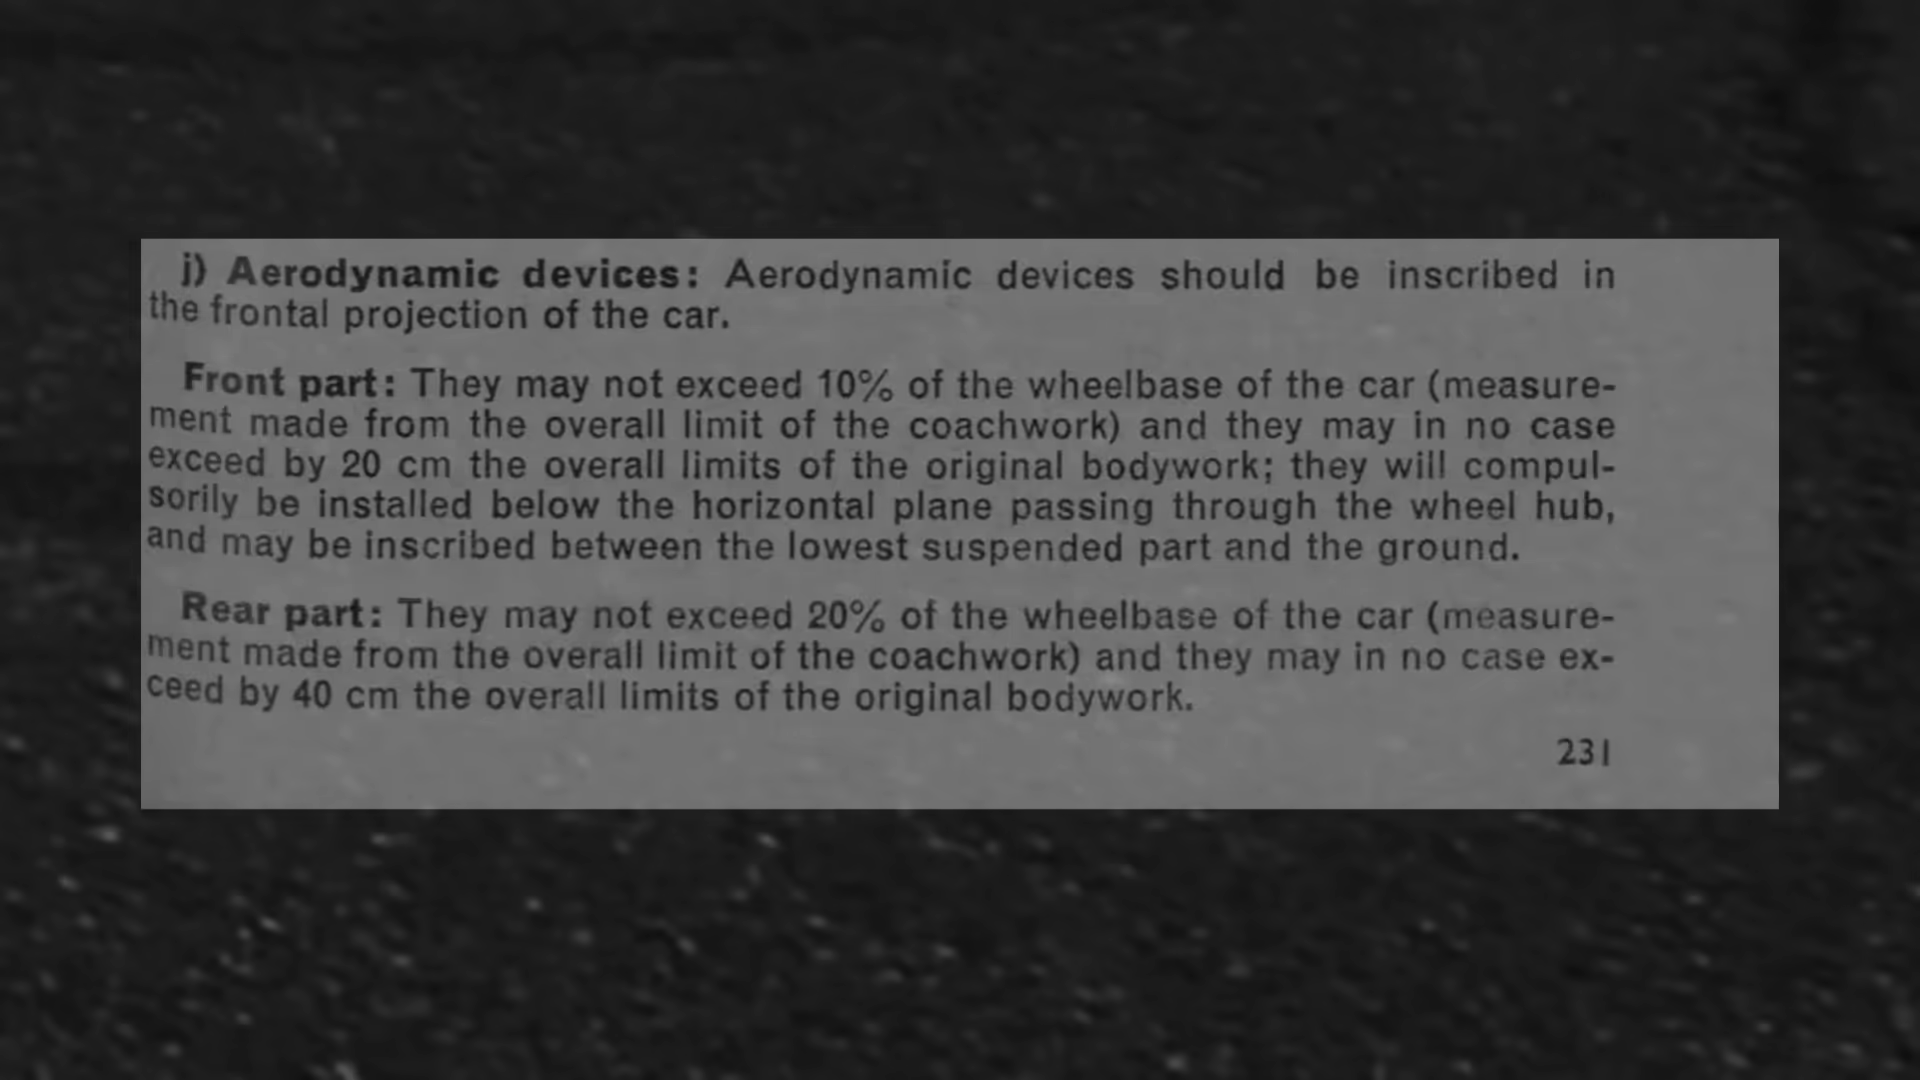 j) Aerodynamic devices: Aerodynamic devices should be inscribed in
the frontal projection of the car.
Front part: They may not exceed 10% of the wheelbase of the car (measure-
ment made from the overall limit of the coachwork) and they may in no case
exceed by 20 cm the overall limits of the original bodywork; they will compul-
sorily be installed below the horizontal plane passing through the wheel hub,
and may be inscribed between the lowest suspended part and the ground.
Rear part: They may not exceed 20% of the wheelbase of the car (measure-
ment made from the overall limit of the coachwork) and they may in no case ex-
ceed by 40 cm the overall limits of the original bodywork.
231